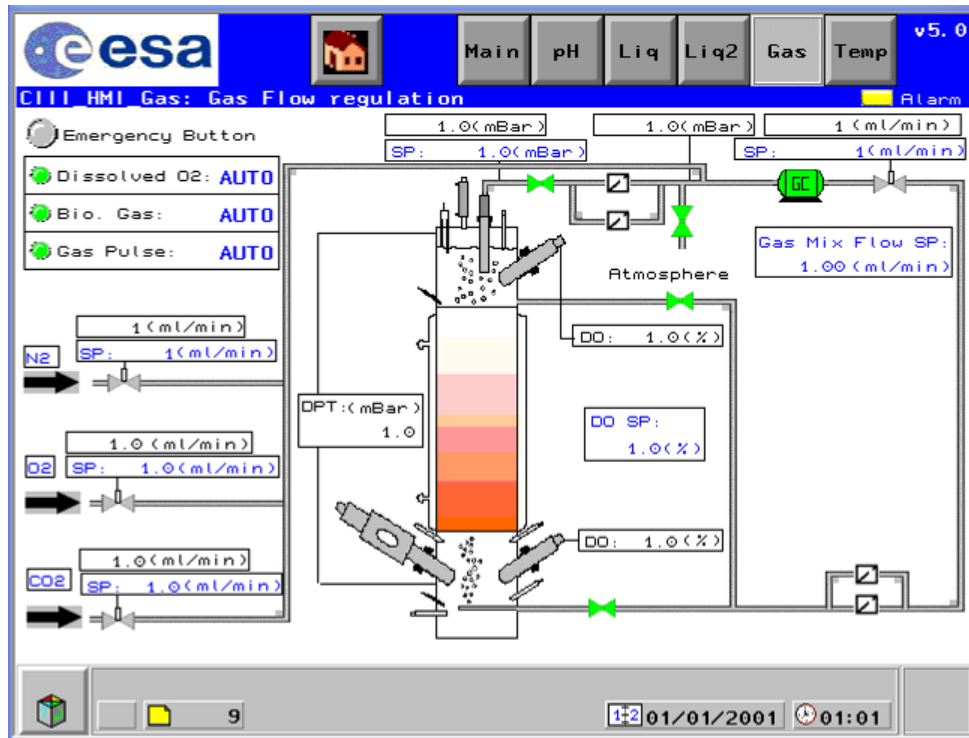 esa
Main
pH
Liq
Liq2
Gas
Temp
v5.0
CIII_HMI_Gas: Gas Flow regulation
Alarm
Emergency Button
1.0(mBar)
1.0(mBar)
1 (ml/min)
SP: 1.0(mBar)
SP: 1(ml/min)
Dissolved O2: AUTO
Bio. Gas: AUTO
Gas Pulse: AUTO
GC
Gas Mix Flow SP:
1.00 (ml/min)
Atmosphere
1(ml/min)
N2
SP: 1(ml/min)
DO: 1.0(%)
DPT:(mBar)
1.0
DO SP:
1.0(%)
1.0 (ml/min)
O2
SP: 1.0(ml/min)
DO: 1.0(%)
1.0(ml/min)
CO2
SP: 1.0(ml/min)
9
12 01/01/2001
01:01